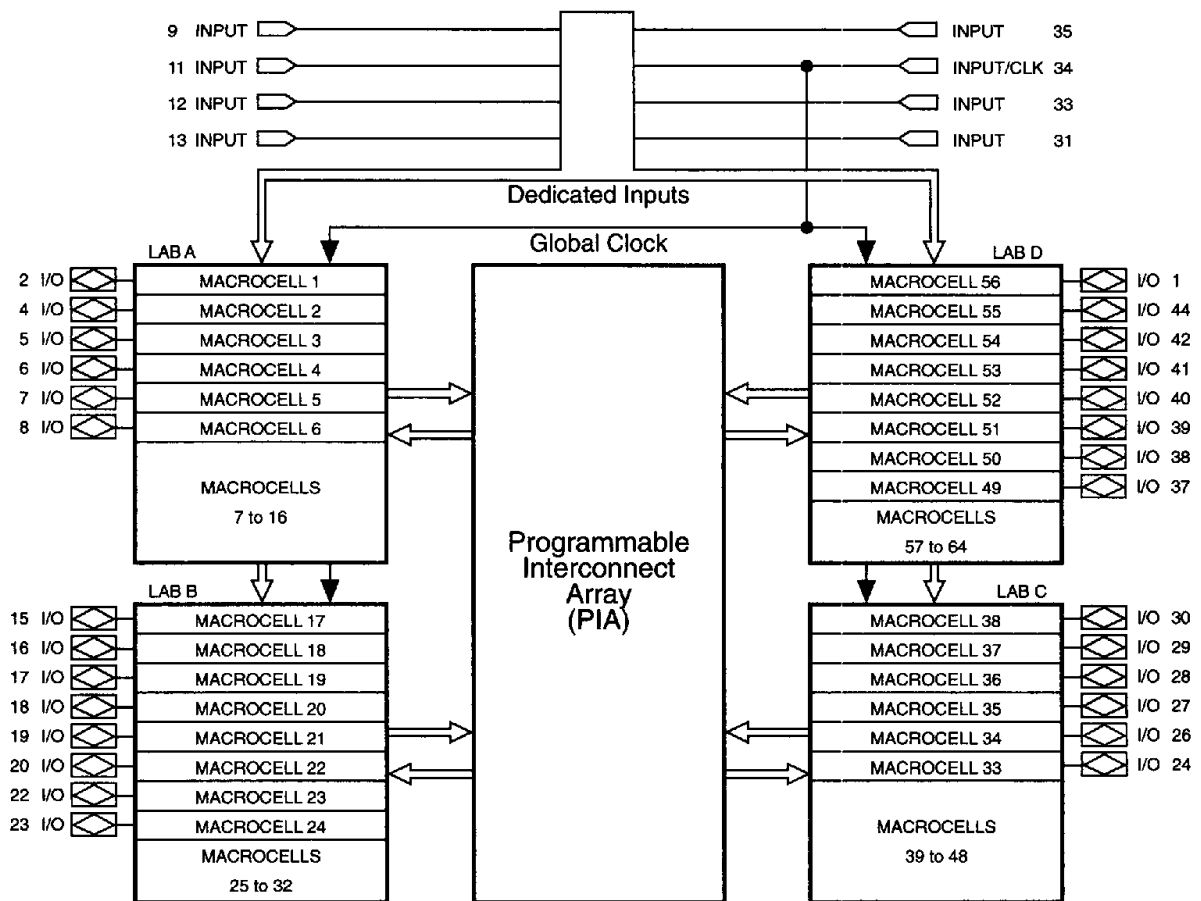 9 INPUT
11 INPUT
12 INPUT
13 INPUT
INPUT 35
INPUT/CLK 34
INPUT 33
INPUT 31
Dedicated Inputs
Global Clock
LAB A
2 I/O MACROCELL 1
4 I/O MACROCELL 2
5 I/O MACROCELL 3
6 I/O MACROCELL 4
7 I/O MACROCELL 5
8 I/O MACROCELL 6
MACROCELLS
7 to 16
LAB B
15 I/O MACROCELL 17
16 I/O MACROCELL 18
17 I/O MACROCELL 19
18 I/O MACROCELL 20
19 I/O MACROCELL 21
20 I/O MACROCELL 22
22 I/O MACROCELL 23
23 I/O MACROCELL 24
MACROCELLS
25 to 32
Programmable
Interconnect
Array
(PIA)
LAB D
MACROCELL 56 I/O 1
MACROCELL 55 I/O 44
MACROCELL 54 I/O 42
MACROCELL 53 I/O 41
MACROCELL 52 I/O 40
MACROCELL 51 I/O 39
MACROCELL 50 I/O 38
MACROCELL 49 I/O 37
MACROCELLS
57 to 64
LAB C
MACROCELL 38 I/O 30
MACROCELL 37 I/O 29
MACROCELL 36 I/O 28
MACROCELL 35 I/O 27
MACROCELL 34 I/O 26
MACROCELL 33 I/O 24
MACROCELLS
39 to 48